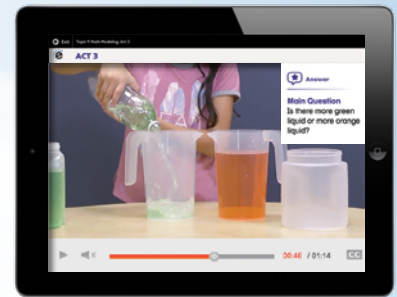 Exit Topic 9 Math Modeling: Act 3
e ACT 3
Answer
Main Question
Is there more green
liquid or more orange
liquid?
00:46 / 01:14 CC